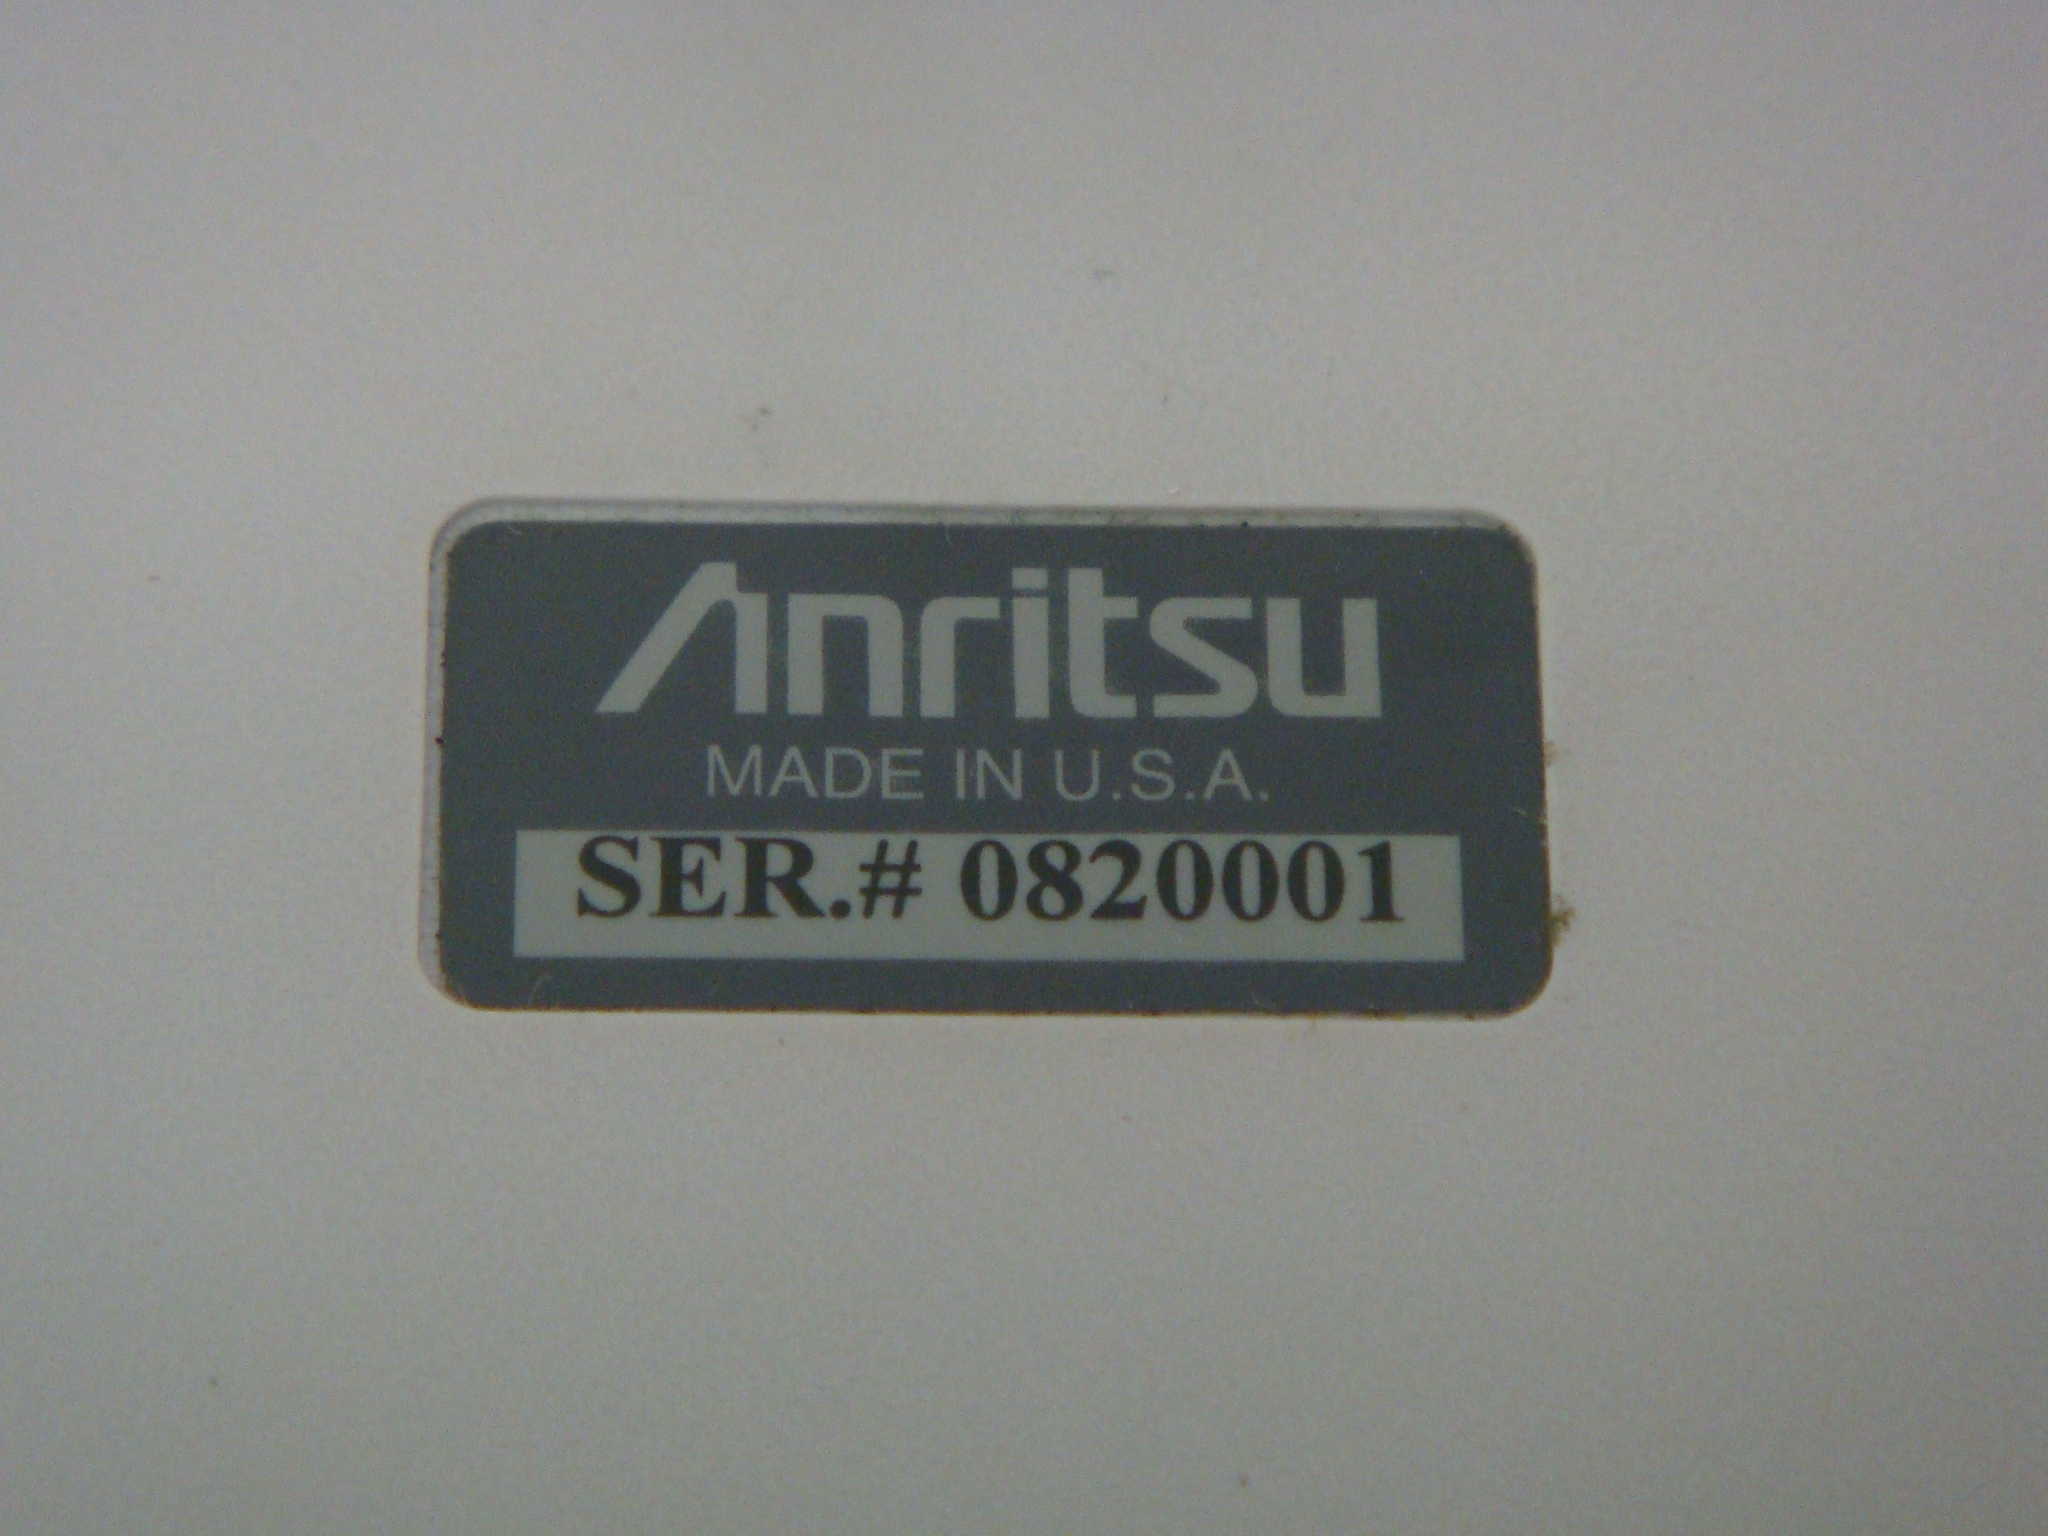 Anritsu
MADE IN U.S.A.
SER.# 0820001